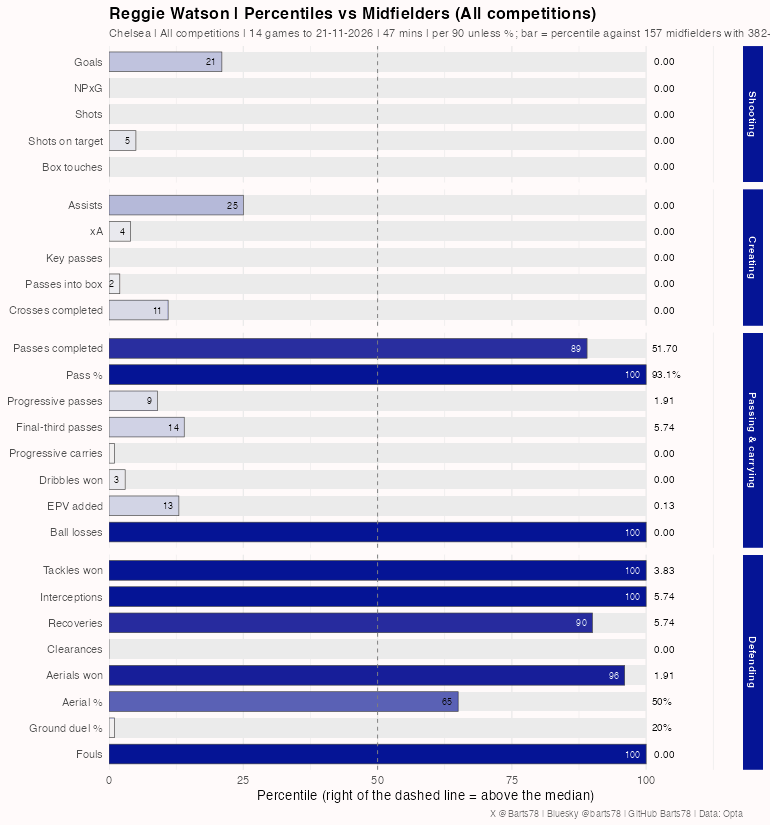 Reggie Watson | Percentiles vs Midfielders (All competitions)
Chelsea | All competitions | 14 games to 21-11-2026 | 47 mins | per 90 unless %; bar = percentile against 157 midfielders with 382-
Goals 21 0.00
NPxG 0.00
Shots 0.00
Shots on target 5 0.00
Box touches 0.00
Shooting
Assists 25 0.00
xA 4 0.00
Key passes 0.00
Passes into box 2 0.00
Crosses completed 11 0.00
Creating
Passes completed 89 51.70
Pass % 100 93.1%
Progressive passes 9 1.91
Final-third passes 14 5.74
Progressive carries 0.00
Dribbles won 3 0.00
EPV added 13 0.13
Ball losses 100 0.00
Passing & carrying
Tackles won 100 3.83
Interceptions 100 5.74
Recoveries 90 5.74
Clearances 0.00
Aerials won 96 1.91
Aerial % 65 50%
Ground duel % 20%
Fouls 100 0.00
Defending
0 25 50 75 100
Percentile (right of the dashed line = above the median)
X @Barts78 | Bluesky @barts78 | GitHub Barts78 | Data: Opta